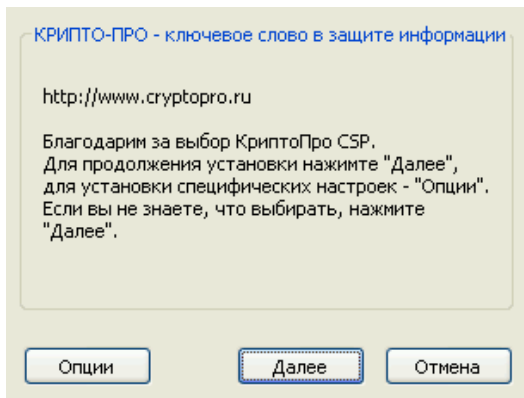 КРИПТО-ПРО - ключевое слово в защите информации
http://www.cryptopro.ru
Благодарим за выбор КриптоПро CSP.
Для продолжения установки нажимте "Далее",
для установки специфических настроек - "Опции".
Если вы не знаете, что выбирать, нажмите
"Далее".
Опции Далее Отмена